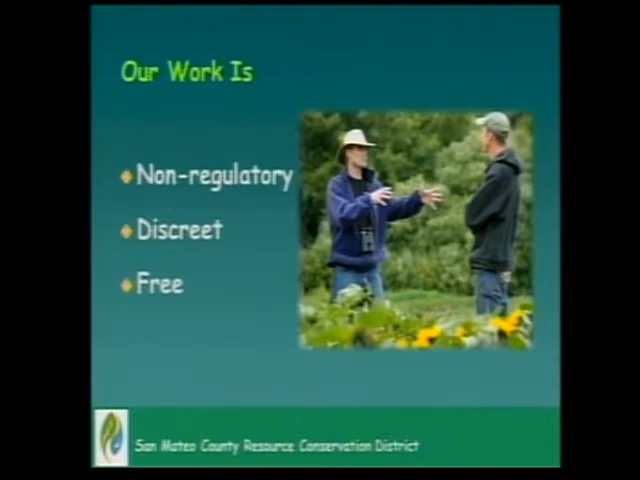 Our Work Is
Non-regulatory
Discreet
Free
San Mateo County Resource Conservation District